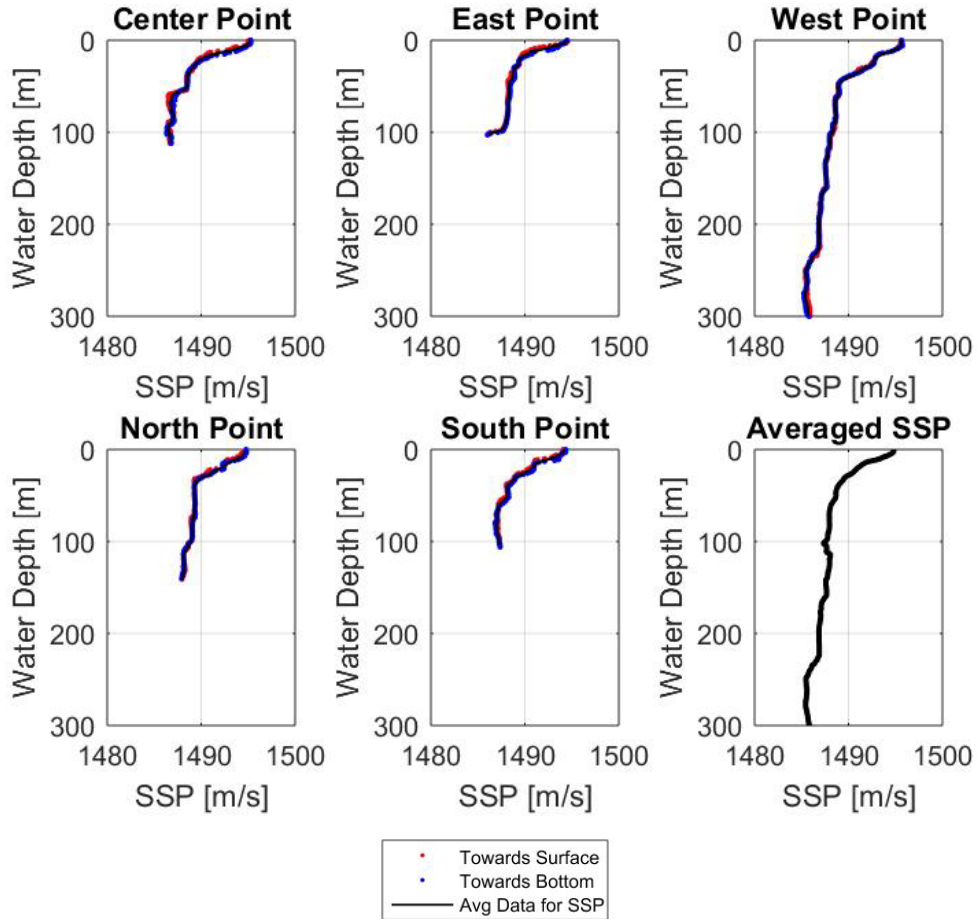 Center Point
East Point
West Point
0
100
200
300
Water Depth [m]
1480
1490
1500
SSP [m/s]
0
100
200
300
Water Depth [m]
1480
1490
1500
SSP [m/s]
0
100
200
300
Water Depth [m]
1480
1490
1500
SSP [m/s]
North Point
South Point
Averaged SSP
0
100
200
300
Water Depth [m]
1480
1490
1500
SSP [m/s]
0
100
200
300
Water Depth [m]
1480
1490
1500
SSP [m/s]
0
100
200
300
Water Depth [m]
1480
1490
1500
SSP [m/s]
Towards Surface
Towards Bottom
Avg Data for SSP